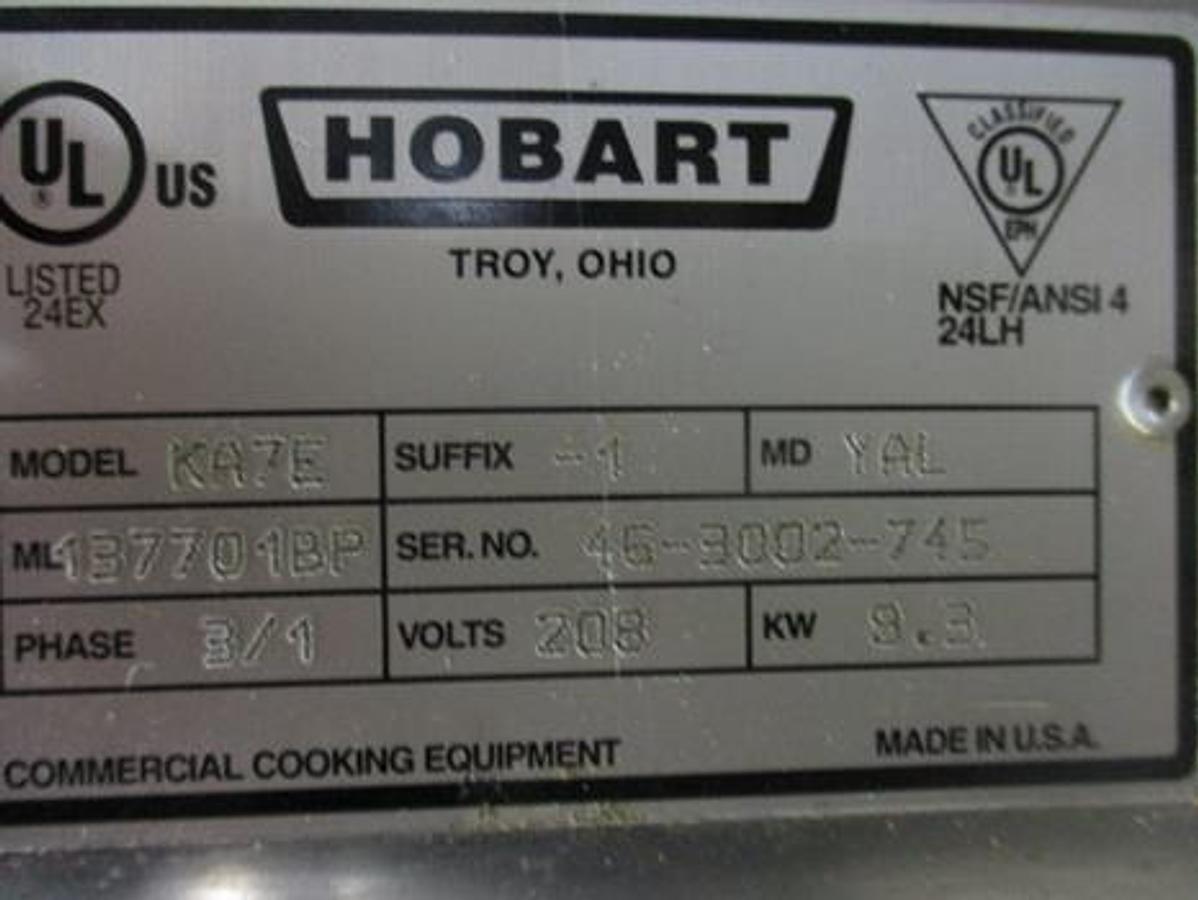 UL US
HOBART
CLASSIFIED
UL
EPH
LISTED
24EX
TROY, OHIO
NSF/ANSI 4
24LH
MODEL KA7E SUFFIX -1 MD YAL
ML 137701BP SER. NO. 46-3002-745
PHASE 3/1 VOLTS 208 KW
COMMERCIAL COOKING EQUIPMENT MADE IN U.S.A.